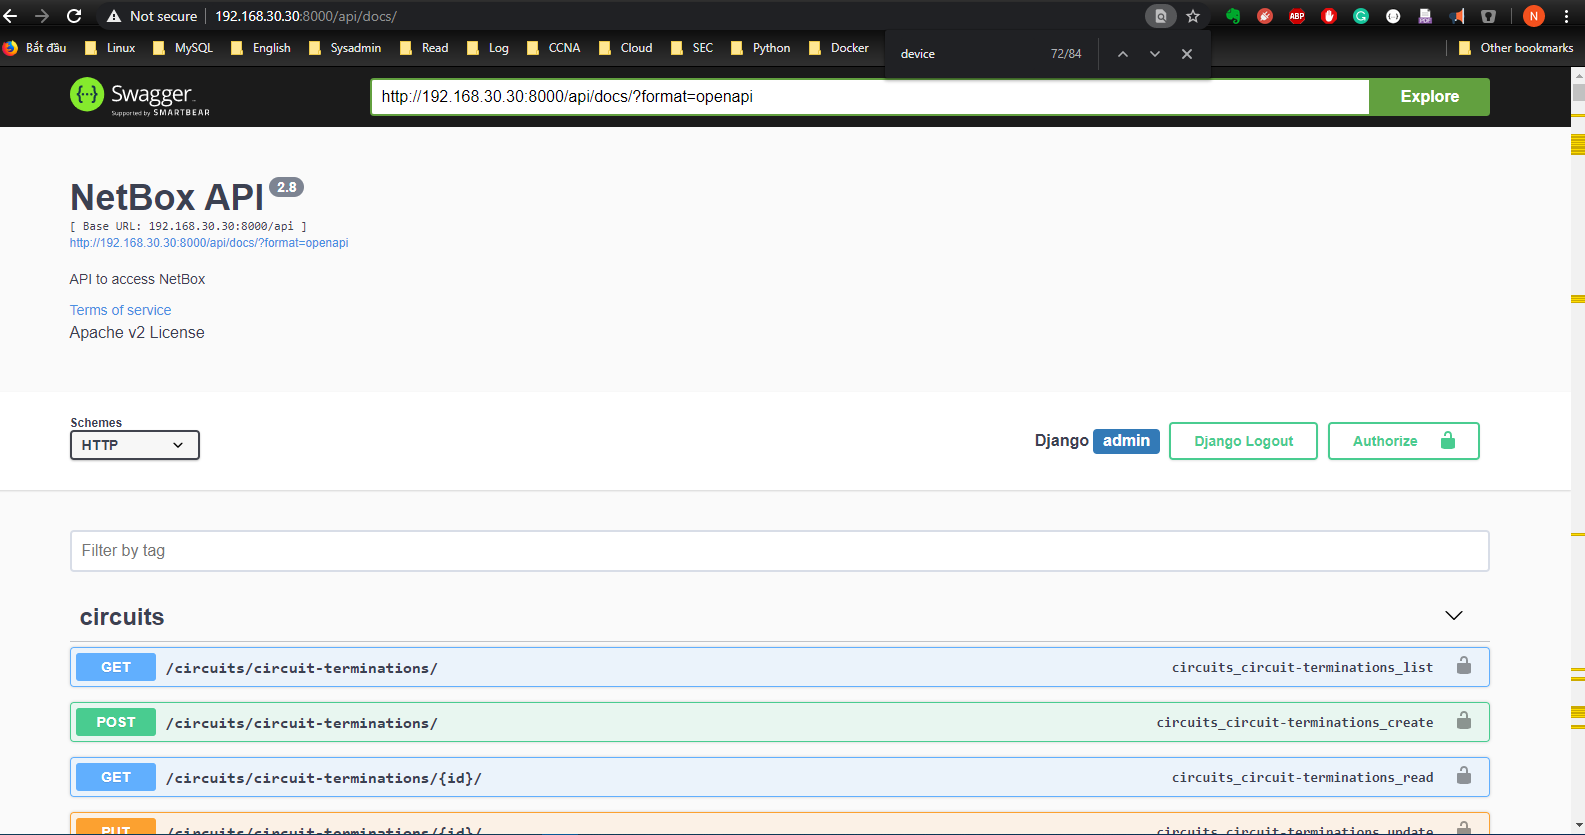 Not secure 192.168.30.30:8000/api/docs/
ABP
N
Bắt đầu Linux MySQL English Sysadmin Read Log CCNA Cloud SEC Python Docker Other bookmarks
device 72/84
Swagger
Supported by SMARTBEAR
http://192.168.30.30:8000/api/docs/?format=openapi Explore
NetBox API 2.8
[ Base URL: 192.168.30.30:8000/api ]
http://192.168.30.30:8000/api/docs/?format=openapi
API to access NetBox
Terms of service
Apache v2 License
Schemes
HTTP
Django admin Django Logout Authorize
Filter by tag
circuits
GET /circuits/circuit-terminations/ circuits_circuit-terminations_list
POST /circuits/circuit-terminations/ circuits_circuit-terminations_create
GET /circuits/circuit-terminations/{id}/ circuits_circuit-terminations_read
PUT /circuits/circuit-terminations/{id}/ circuits_circuit-terminations_update